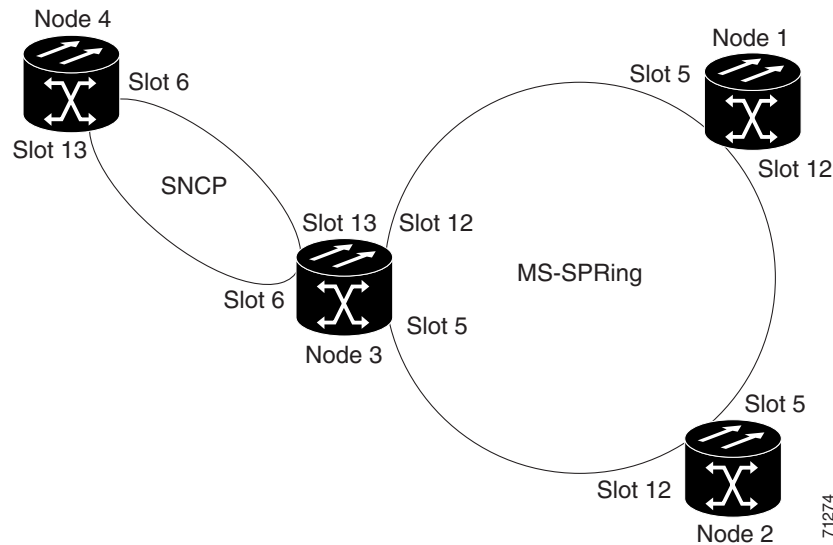 Node 4
Node 1
Slot 6
Slot 5
Slot 13
Slot 12
SNCP
Slot 13
Slot 12
MS-SPRing
Slot 6
Slot 5
Node 3
Slot 5
Slot 12
Node 2
71274